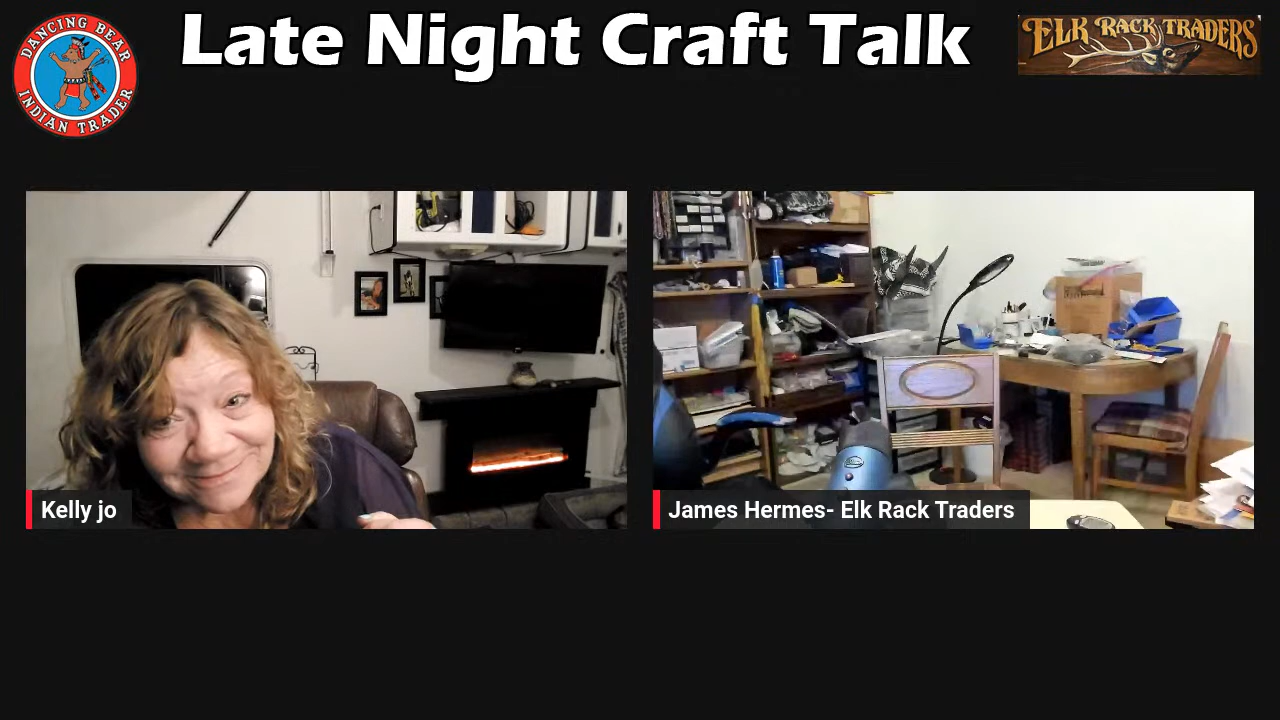 DANCING BEAR
INDIAN TRADER
Late Night Craft Talk
ELK RACK TRADERS
Kelly jo
James Hermes- Elk Rack Traders